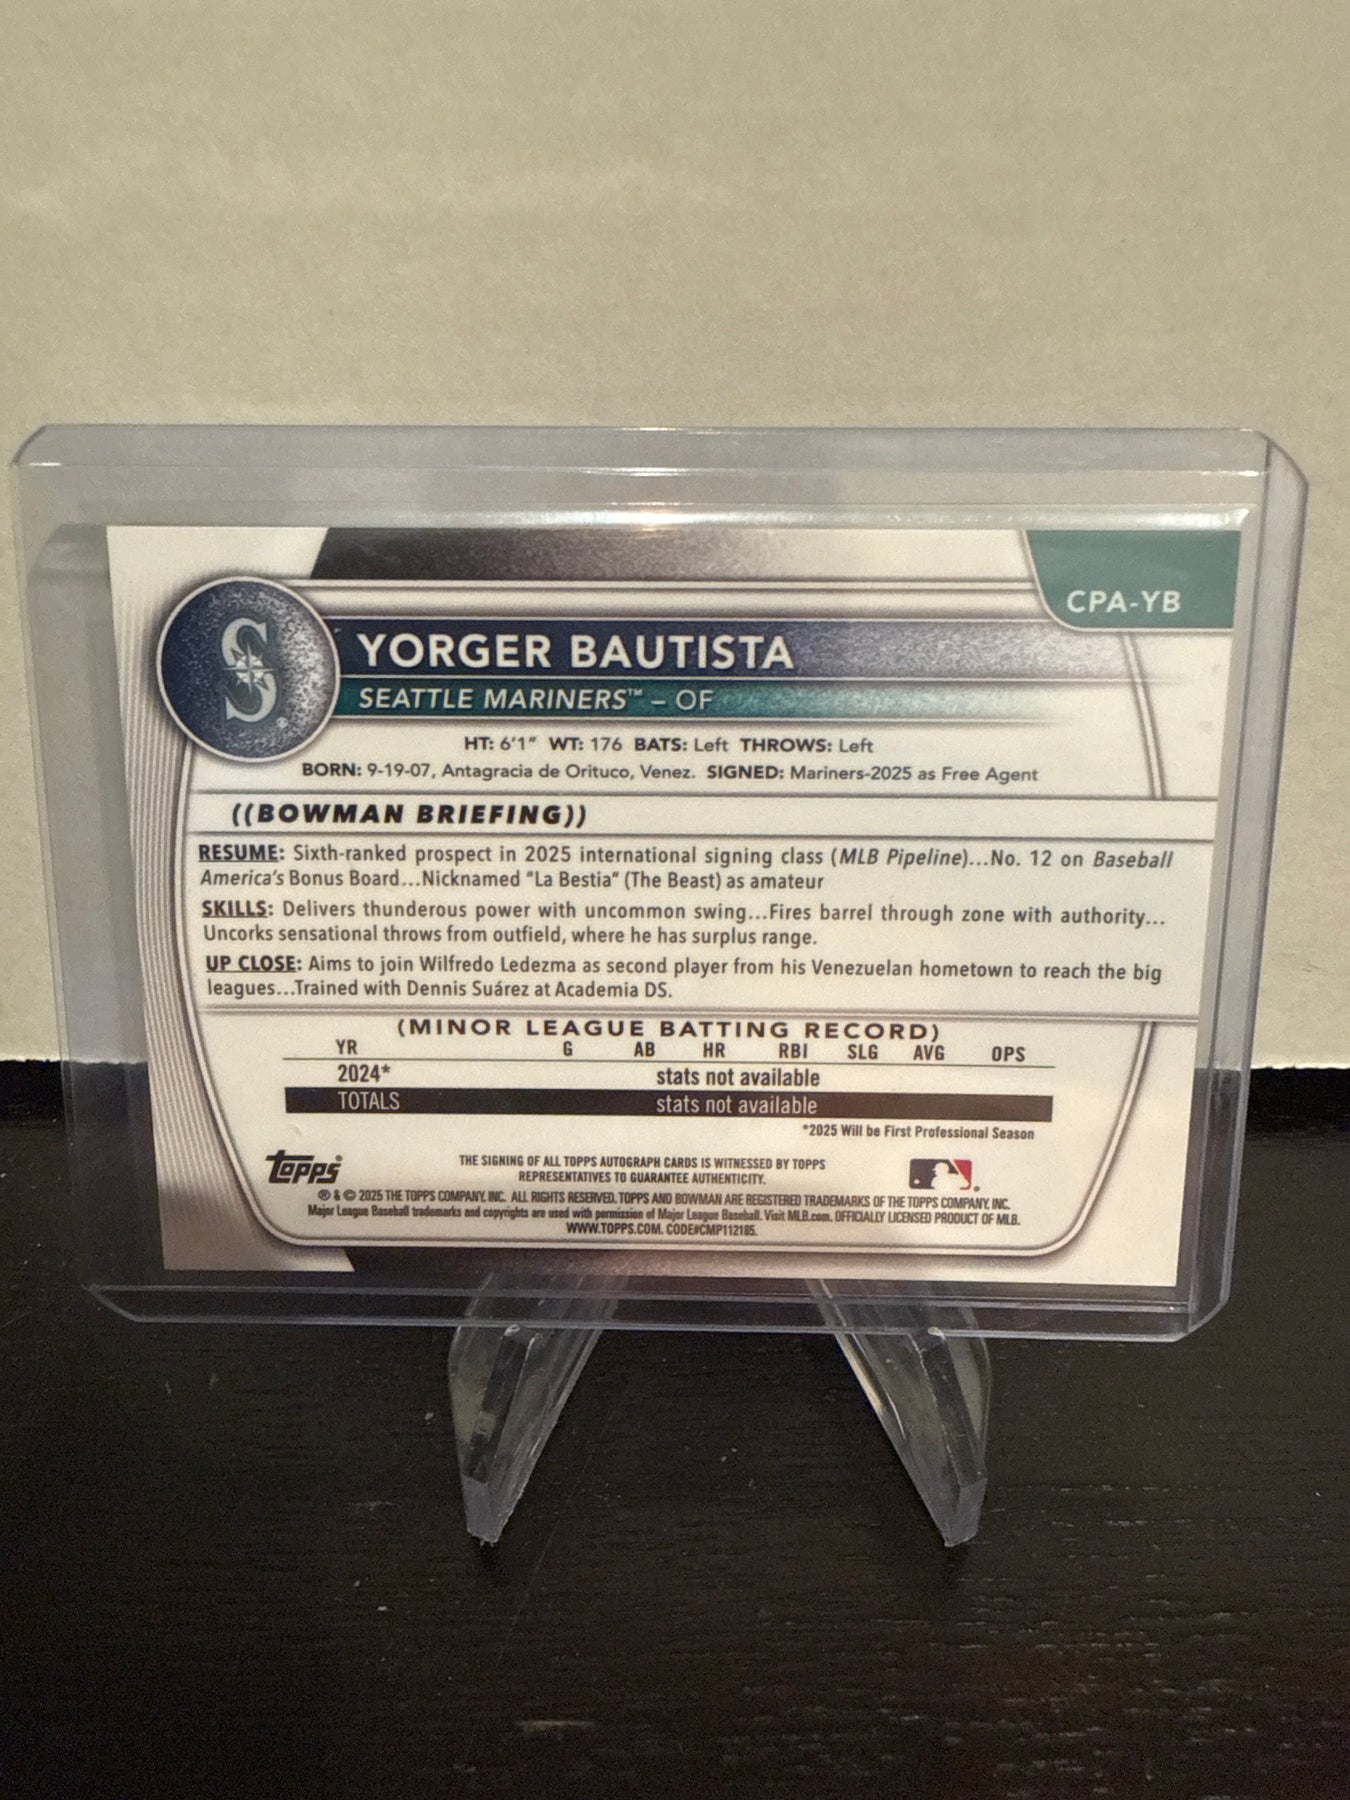 CPA-YB
S®
YORGER BAUTISTA
SEATTLE MARINERS™ – OF
HT: 6'1" WT: 176 BATS: Left THROWS: Left
BORN: 9-19-07, Antagracia de Orituco, Venez. SIGNED: Mariners-2025 as Free Agent
((BOWMAN BRIEFING))
RESUME: Sixth-ranked prospect in 2025 international signing class (MLB Pipeline)...No. 12 on Baseball
America's Bonus Board...Nicknamed "La Bestia" (The Beast) as amateur
SKILLS: Delivers thunderous power with uncommon swing...Fires barrel through zone with authority...
Uncorks sensational throws from outfield, where he has surplus range.
UP CLOSE: Aims to join Wilfredo Ledezma as second player from his Venezuelan hometown to reach the big
leagues...Trained with Dennis Suárez at Academia DS.
(MINOR LEAGUE BATTING RECORD)
YR G AB HR RBI SLG AVG OPS
2024* stats not available
TOTALS stats not available
*2025 Will be First Professional Season
topps®
THE SIGNING OF ALL TOPPS AUTOGRAPH CARDS IS WITNESSED BY TOPPS
REPRESENTATIVES TO GUARANTEE AUTHENTICITY.
® & © 2025 THE TOPPS COMPANY, INC. ALL RIGHTS RESERVED. TOPPS AND BOWMAN ARE REGISTERED TRADEMARKS OF THE TOPPS COMPANY, INC.
Major League Baseball trademarks and copyrights are used with permission of Major League Baseball. Visit MLB.com. OFFICIALLY LICENSED PRODUCT OF MLB.
WWW.TOPPS.COM. CODE#CMP112185.